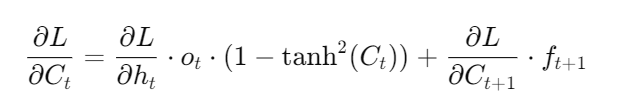 ∂L/∂C_t = ∂L/∂h_t · o_t · (1 − tanh²(C_t)) + ∂L/∂C_{t+1} · f_{t+1}